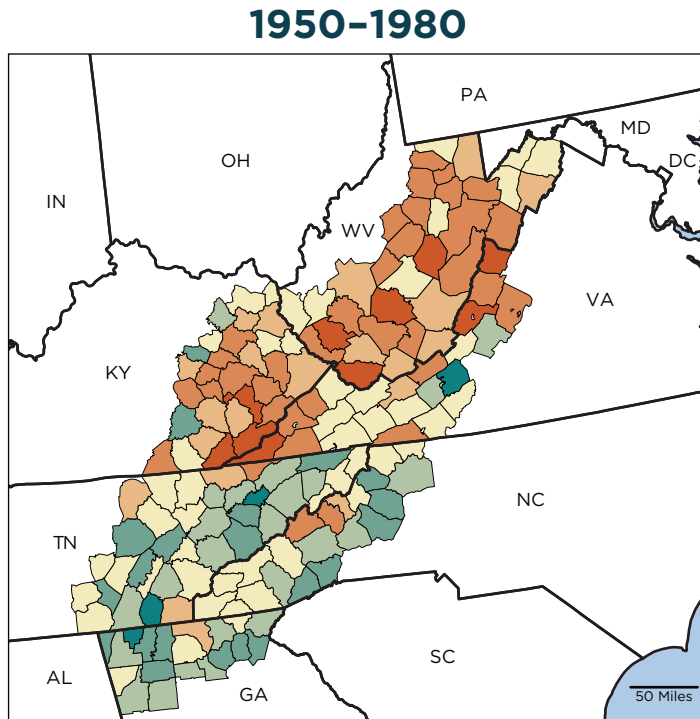 1950–1980
PA
MD
OH
DC
IN
WV
VA
KY
NC
TN
SC
AL
GA
50 Miles